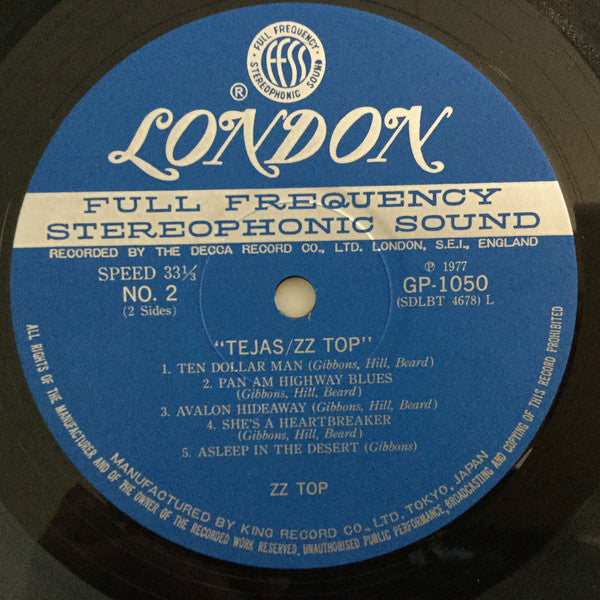 FULL FREQUENCY
ffss
STEREOPHONIC SOUND
®
LONDON
FULL FREQUENCY
STEREOPHONIC SOUND
RECORDED BY THE DECCA RECORD CO., LTD. LONDON, S.E.I., ENGLAND
SPEED 33⅓
NO. 2
(2 Sides)
℗ 1977
GP-1050
(SDLBT 4678) L
"TEJAS/ZZ TOP"
1. TEN DOLLAR MAN (Gibbons, Hill, Beard)
2. PAN AM HIGHWAY BLUES
(Gibbons, Hill, Beard)
3. AVALON HIDEAWAY (Gibbons, Hill, Beard)
4. SHE'S A HEARTBREAKER
(Gibbons, Hill, Beard)
5. ASLEEP IN THE DESERT (Gibbons)
ZZ TOP
MANUFACTURED BY KING RECORD CO., LTD. TOKYO, JAPAN
ALL RIGHTS OF THE MANUFACTURER AND OF THE OWNER OF THE RECORDED WORK RESERVED. UNAUTHORISED PUBLIC PERFORMANCE, BROADCASTING AND COPYING OF THIS RECORD PROHIBITED